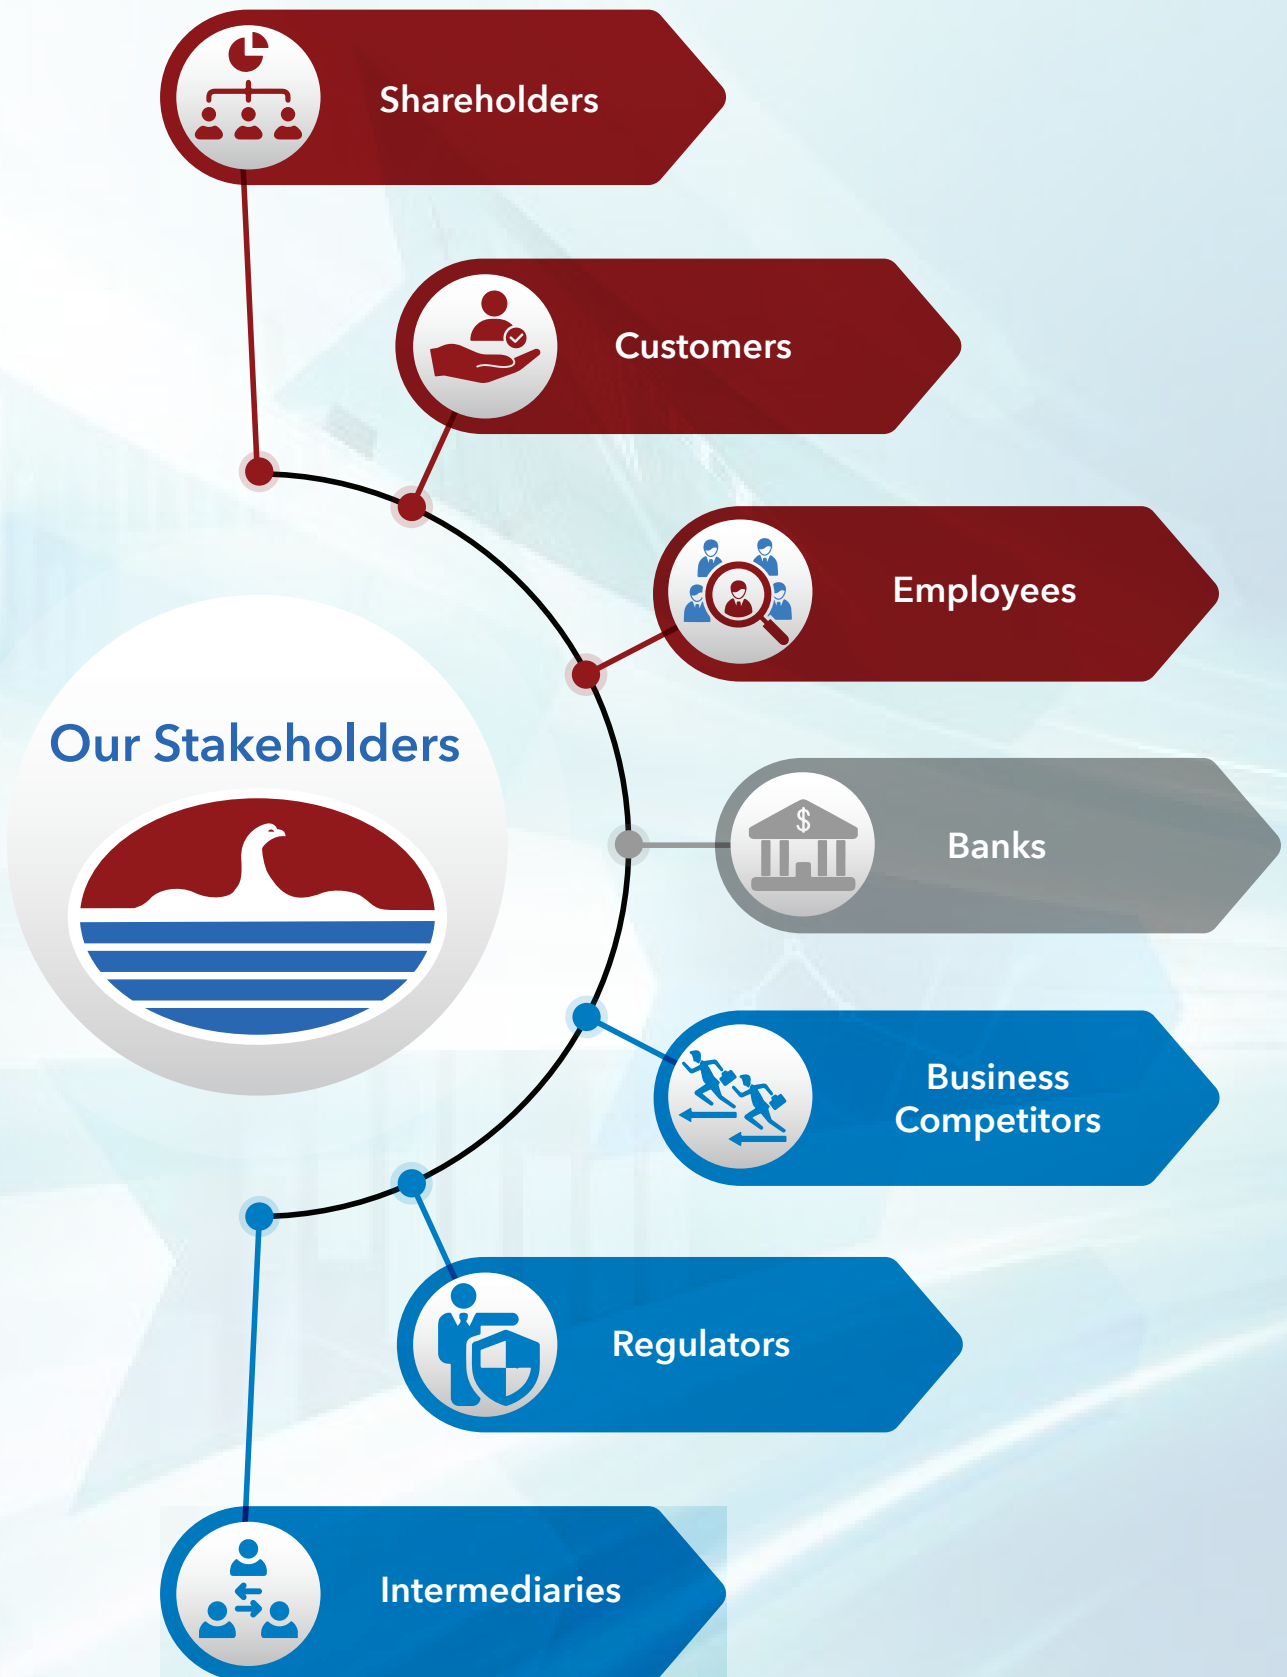 Shareholders
Customers
Employees
Our Stakeholders
$
Banks
Business
Competitors
Regulators
Intermediaries